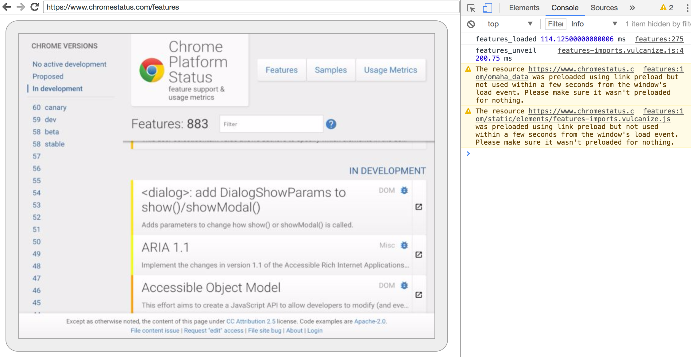 https://www.chromestatus.com/features
CHROME VERSIONS
No active development
Proposed
In development
60 canary
59 dev
58 beta
58 stable
57
56
55
54
53
52
51
50
49
48
47
46
45
44
Chrome
Platform
Status
feature support &
usage metrics
Features
Samples
Usage Metrics
Features: 883
Filter
?
IN DEVELOPMENT
<dialog>: add DialogShowParams to
show()/showModal()
DOM
Adds parameters to change how show() or showModal() is called.
ARIA 1.1
Misc
Implement the changes in version 1.1 of the Accessible Rich Internet Applications...
Accessible Object Model
DOM
This effort aims to create a JavaScript API to allow developers to modify (and eve...
Except as otherwise noted, the content of this page under CC Attribution 2.5 license. Code examples are Apache-2.0.
File content issue | Request "edit" access | File site bug | About | Login
Elements Console Sources » 2
top Filter Info 1 item hidden by filt
features_loaded 114.12500000000006 ms features:275
features_unveil features-imports.vulcanize.js:4
200.75 ms
The resource https://www.chromestatus.c features:1
om/omaha_data was preloaded using link preload but
not used within a few seconds from the window's
load event. Please make sure it wasn't preloaded
for nothing.
The resource https://www.chromestatus.c features:1
om/static/elements/features-imports.vulcanize.js
was preloaded using link preload but not used
within a few seconds from the window's load event.
Please make sure it wasn't preloaded for nothing.